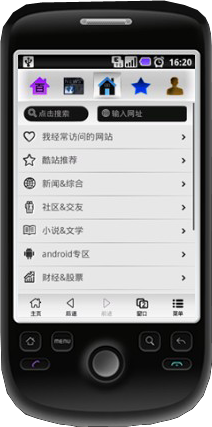 16:20
百
点击搜索 输入网址
我经常访问的网站
酷站推荐
新闻&综合
社区&交友
小说&文学
android专区
财经&股票
主页 后退 前进 窗口 菜单
MENU